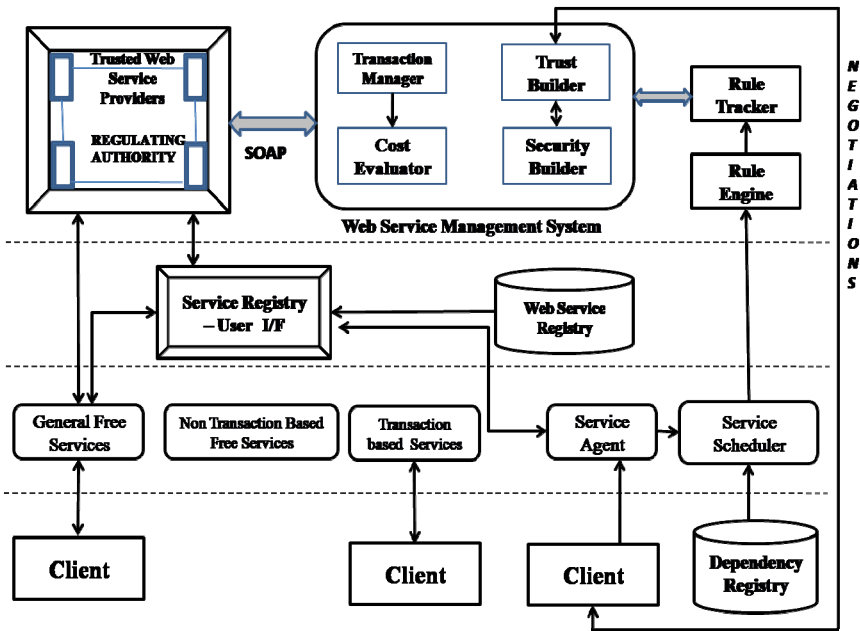 Trusted Web
Service
Providers
REGULATING
AUTHORITY
SOAP
Transaction
Manager
Cost
Evaluator
Trust
Builder
Security
Builder
Web Service Management System
Rule
Tracker
Rule
Engine
NEGOTIATIONS
Service Registry
– User I/F
Web Service
Registry
General Free
Services
Non Transaction Based
Free Services
Transaction
based Services
Service
Agent
Service
Scheduler
Client
Client
Client
Dependency
Registry